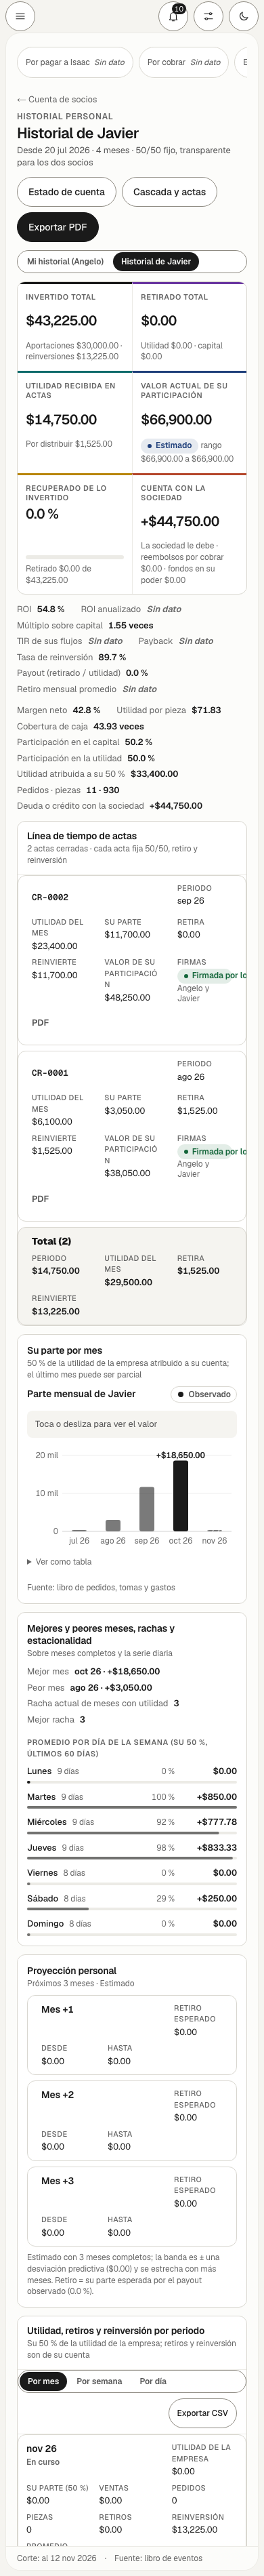 10
Por pagar a Isaac Sin dato
Por cobrar Sin dato
← Cuenta de socios
HISTORIAL PERSONAL
Historial de Javier
Desde 20 jul 2026 · 4 meses · 50/50 fijo, transparente
para los dos socios
Estado de cuenta
Cascada y actas
Exportar PDF
Mi historial (Angelo)
Historial de Javier
INVERTIDO TOTAL
$43,225.00
Aportaciones $30,000.00 ·
reinversiones $13,225.00
RETIRADO TOTAL
$0.00
Utilidad $0.00 · capital
$0.00
UTILIDAD RECIBIDA EN
ACTAS
$14,750.00
Por distribuir $1,525.00
VALOR ACTUAL DE SU
PARTICIPACIÓN
$66,900.00
Estimado rango
$66,900.00 a $66,900.00
RECUPERADO DE LO
INVERTIDO
0.0 %
Retirado $0.00 de
$43,225.00
CUENTA CON LA
SOCIEDAD
+$44,750.00
La sociedad le debe ·
reembolsos por cobrar
$0.00 · fondos en su
poder $0.00
ROI 54.8 % ROI anualizado Sin dato
Múltiplo sobre capital 1.55 veces
TIR de sus flujos Sin dato Payback Sin dato
Tasa de reinversión 89.7 %
Payout (retirado / utilidad) 0.0 %
Retiro mensual promedio Sin dato
Margen neto 42.8 % Utilidad por pieza $71.83
Cobertura de caja 43.93 veces
Participación en el capital 50.2 %
Participación en la utilidad 50.0 %
Utilidad atribuida a su 50 % $33,400.00
Pedidos · piezas 11 · 930
Deuda o crédito con la sociedad +$44,750.00
Línea de tiempo de actas
2 actas cerradas · cada acta fija 50/50, retiro y
reinversión
CR-0002
PERIODO
sep 26
UTILIDAD DEL
MES
$23,400.00
SU PARTE
$11,700.00
RETIRA
$0.00
REINVIERTE
$11,700.00
VALOR DE SU
PARTICIPACIÓ
N
$48,250.00
FIRMAS
Firmada por lo
Angelo y
Javier
PDF
CR-0001
PERIODO
ago 26
UTILIDAD DEL
MES
$6,100.00
SU PARTE
$3,050.00
RETIRA
$1,525.00
REINVIERTE
$1,525.00
VALOR DE SU
PARTICIPACIÓ
N
$38,050.00
FIRMAS
Firmada por lo
Angelo y
Javier
PDF
Total (2)
PERIODO
$14,750.00
UTILIDAD DEL
MES
$29,500.00
RETIRA
$1,525.00
REINVIERTE
$13,225.00
Su parte por mes
50 % de la utilidad de la empresa atribuido a su cuenta;
el último mes puede ser parcial
Parte mensual de Javier
Observado
Toca o desliza para ver el valor
20 mil
+$18,650.00
10 mil
0
jul 26 ago 26 sep 26 oct 26 nov 26
Ver como tabla
Fuente: libro de pedidos, tomas y gastos
Mejores y peores meses, rachas y
estacionalidad
Sobre meses completos y la serie diaria
Mejor mes oct 26 · +$18,650.00
Peor mes ago 26 · +$3,050.00
Racha actual de meses con utilidad 3
Mejor racha 3
PROMEDIO POR DÍA DE LA SEMANA (SU 50 %,
ÚLTIMOS 60 DÍAS)
Lunes 9 días 0 % $0.00
Martes 9 días 100 % +$850.00
Miércoles 9 días 92 % +$777.78
Jueves 9 días 98 % +$833.33
Viernes 8 días 0 % $0.00
Sábado 8 días 29 % +$250.00
Domingo 8 días 0 % $0.00
Proyección personal
Próximos 3 meses · Estimado
Mes +1
RETIRO
ESPERADO
$0.00
DESDE
$0.00
HASTA
$0.00
Mes +2
RETIRO
ESPERADO
$0.00
DESDE
$0.00
HASTA
$0.00
Mes +3
RETIRO
ESPERADO
$0.00
DESDE
$0.00
HASTA
$0.00
Estimado con 3 meses completos; la banda es ± una
desviación predictiva ($0.00) y se estrecha con más
meses. Retiro = su parte esperada por el payout
observado (0.0 %).
Utilidad, retiros y reinversión por periodo
Su 50 % de la utilidad de la empresa; retiros y reinversión
son de su cuenta
Por mes
Por semana
Por día
Exportar CSV
nov 26
En curso
UTILIDAD DE LA
EMPRESA
$0.00
SU PARTE (50 %)
$0.00
VENTAS
$0.00
PEDIDOS
0
PIEZAS
0
RETIROS
$0.00
REINVERSIÓN
$13,225.00
Corte: al 12 nov 2026 · Fuente: libro de eventos